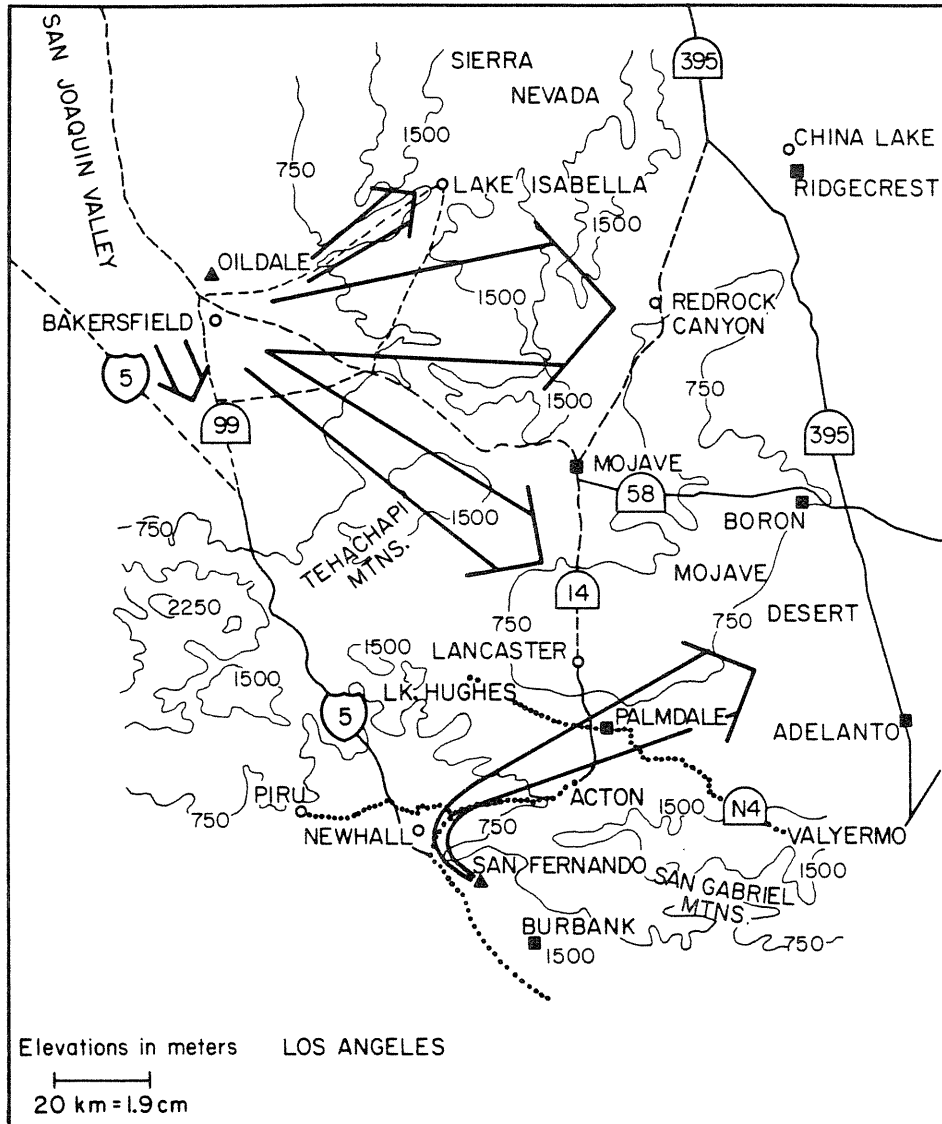 SAN JOAQUIN VALLEY
SIERRA
NEVADA
395
1500
750
CHINA LAKE
RIDGECREST
LAKE ISABELLA
1500
OILDALE
1500
REDROCK
CANYON
BAKERSFIELD
5
750
99
1500
395
MOJAVE
58
BORON
750
1500
TEHACHAPI
MTNS.
MOJAVE
14
DESERT
2250
750
750
1500
LANCASTER
1500
LK. HUGHES
5
PALMDALE
ADELANTO
PIRU
ACTON
750
1500
N4
NEWHALL
750
VALYERMO
SAN FERNANDO
SAN GABRIEL
MTNS.
1500
BURBANK
1500
750
Elevations in meters
LOS ANGELES
20 km = 1.9 cm